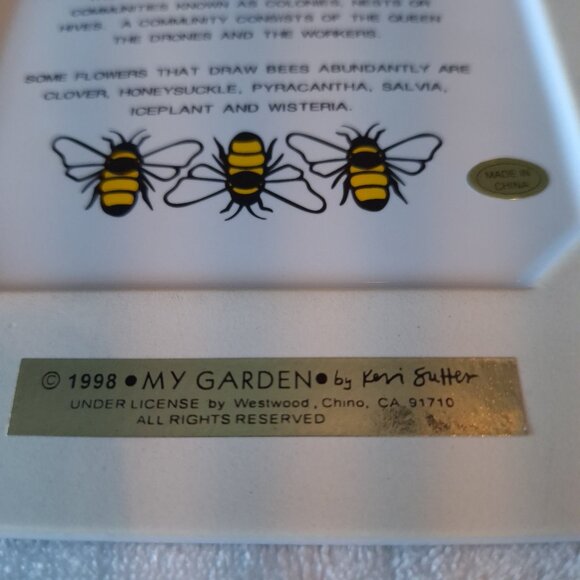 COMMUNITIES KNOWN AS COLONIES, NESTS OR
HIVES. A COMMUNITY CONSISTS OF THE QUEEN
THE DRONES AND THE WORKERS.
SOME FLOWERS THAT DRAW BEES ABUNDANTLY ARE
CLOVER, HONEYSUCKLE, PYRACANTHA, SALVIA,
ICEPLANT AND WISTERIA.
MADE IN
CHINA
© 1998 • MY GARDEN • by Keri Sutter
UNDER LICENSE by Westwood, Chino, CA 91710
ALL RIGHTS RESERVED